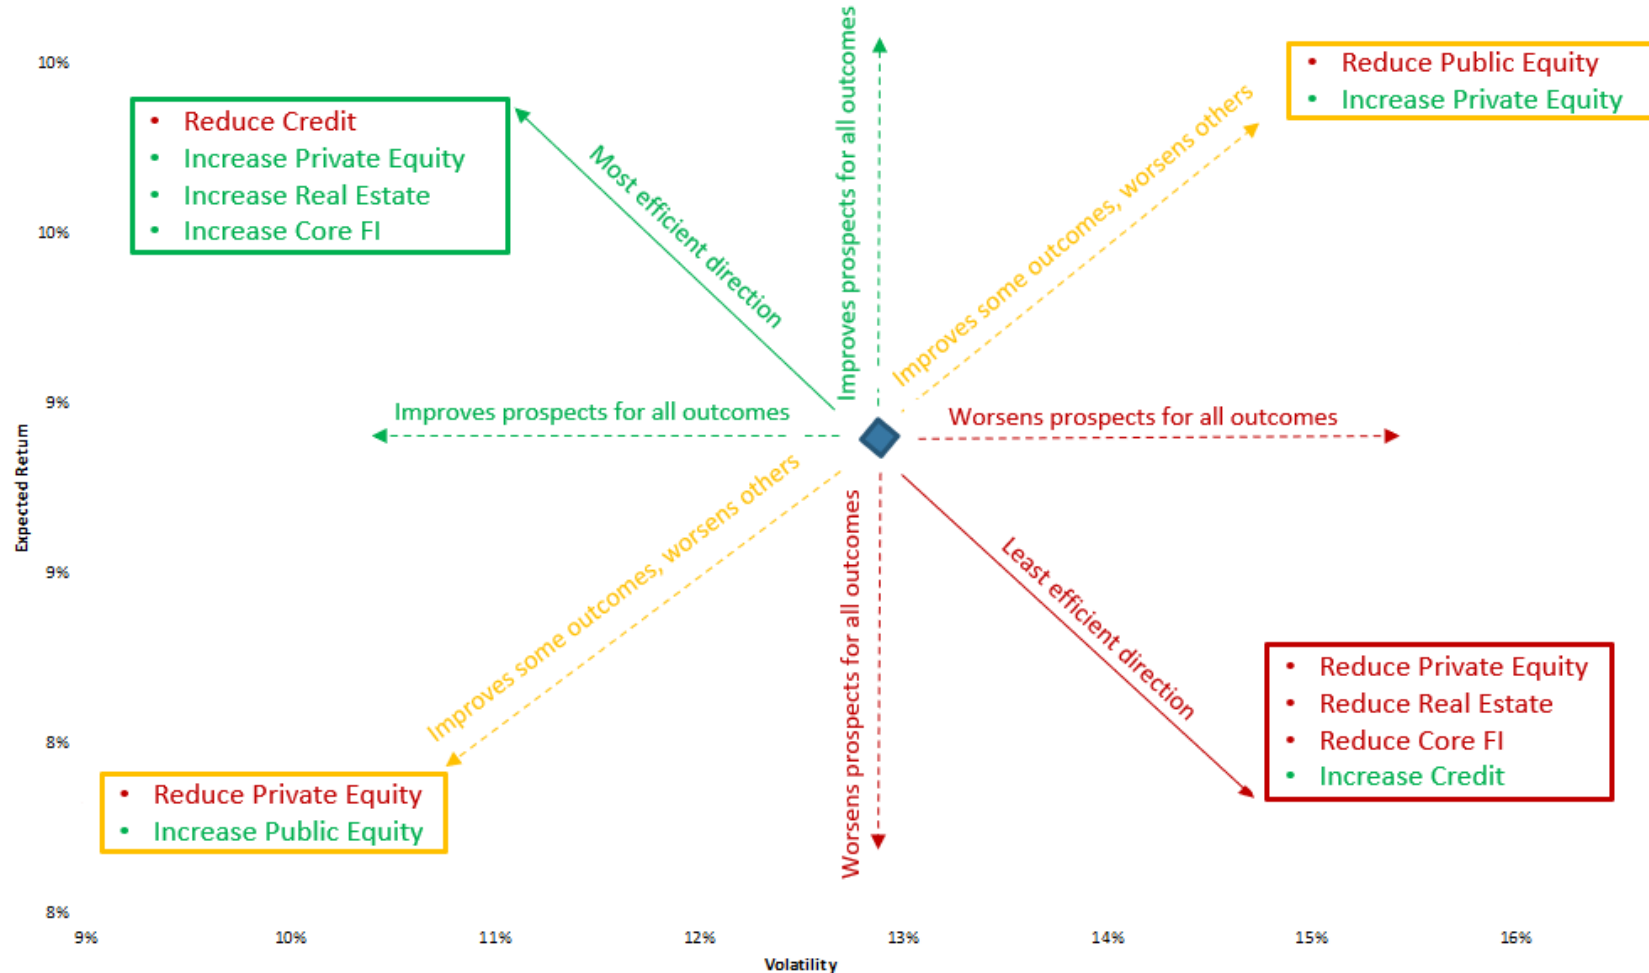 10%
10%
9%
9%
8%
8%
Expected Return
9%
10%
11%
12%
13%
14%
15%
16%
Volatility
• Reduce Credit
• Increase Private Equity
• Increase Real Estate
• Increase Core FI
Most efficient direction
Improves prospects for all outcomes
Improves some outcomes, worsens others
• Reduce Public Equity
• Increase Private Equity
Improves prospects for all outcomes
Worsens prospects for all outcomes
Improves some outcomes, worsens others
Worsens prospects for all outcomes
Least efficient direction
• Reduce Private Equity
• Increase Public Equity
• Reduce Private Equity
• Reduce Real Estate
• Reduce Core FI
• Increase Credit